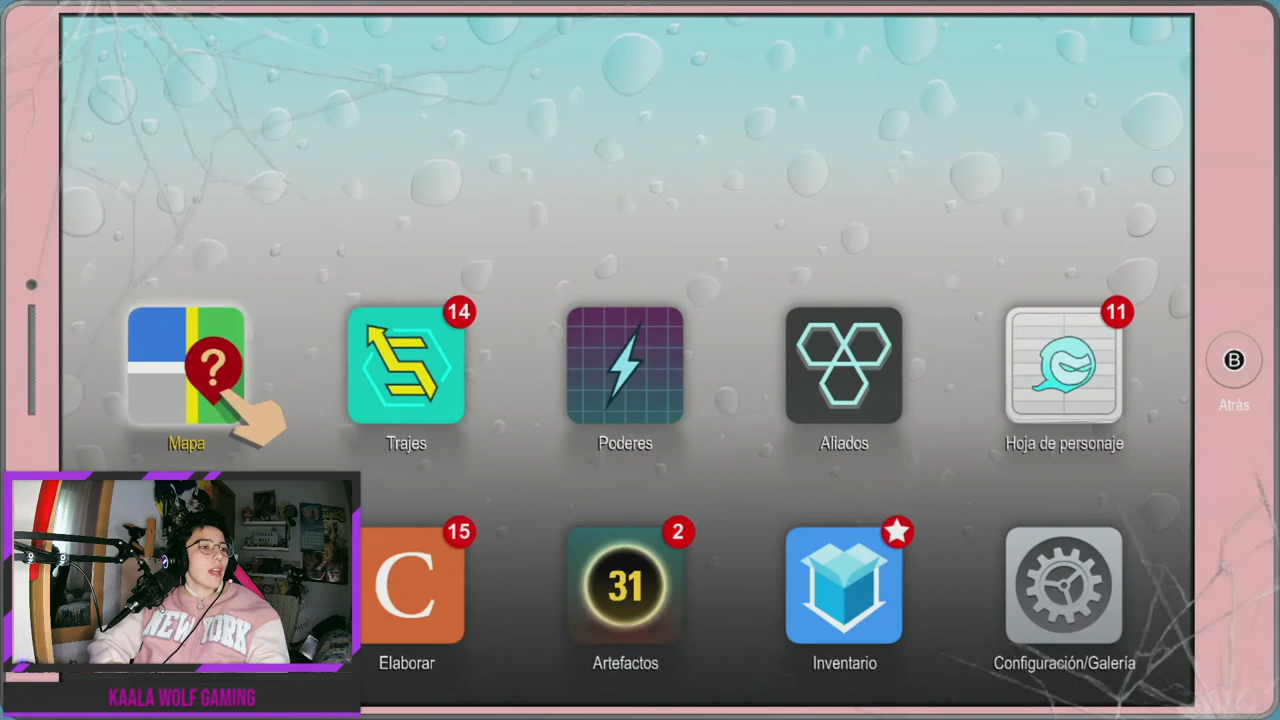 14
11
?
B
Atrás
Mapa
Trajes
Poderes
Aliados
Hoja de personaje
15
2
C
31
Elaborar
Artefactos
Inventario
Configuración/Galería
NEW YORK
KAALA WOLF GAMING